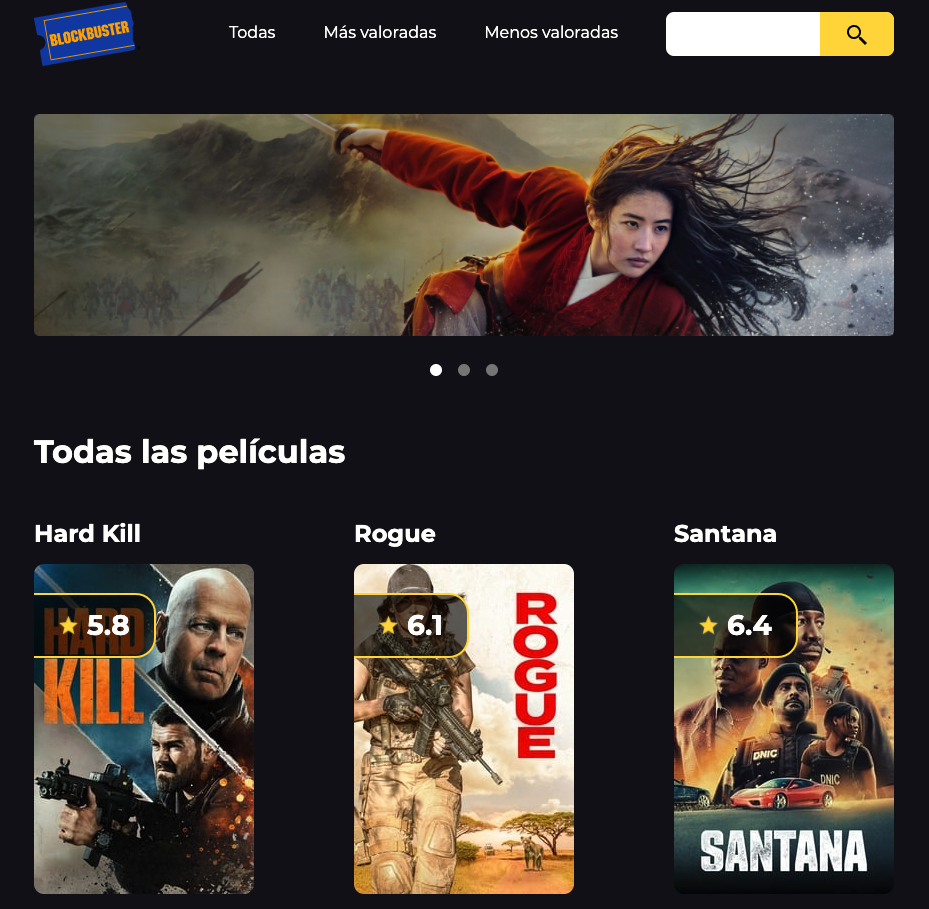 BLOCKBUSTER
Todas
Más valoradas
Menos valoradas
Todas las películas
Hard Kill
Rogue
Santana
HARD
KILL
5.8
6.1
ROGUE
6.4
DNIC
DNIC
SANTANA